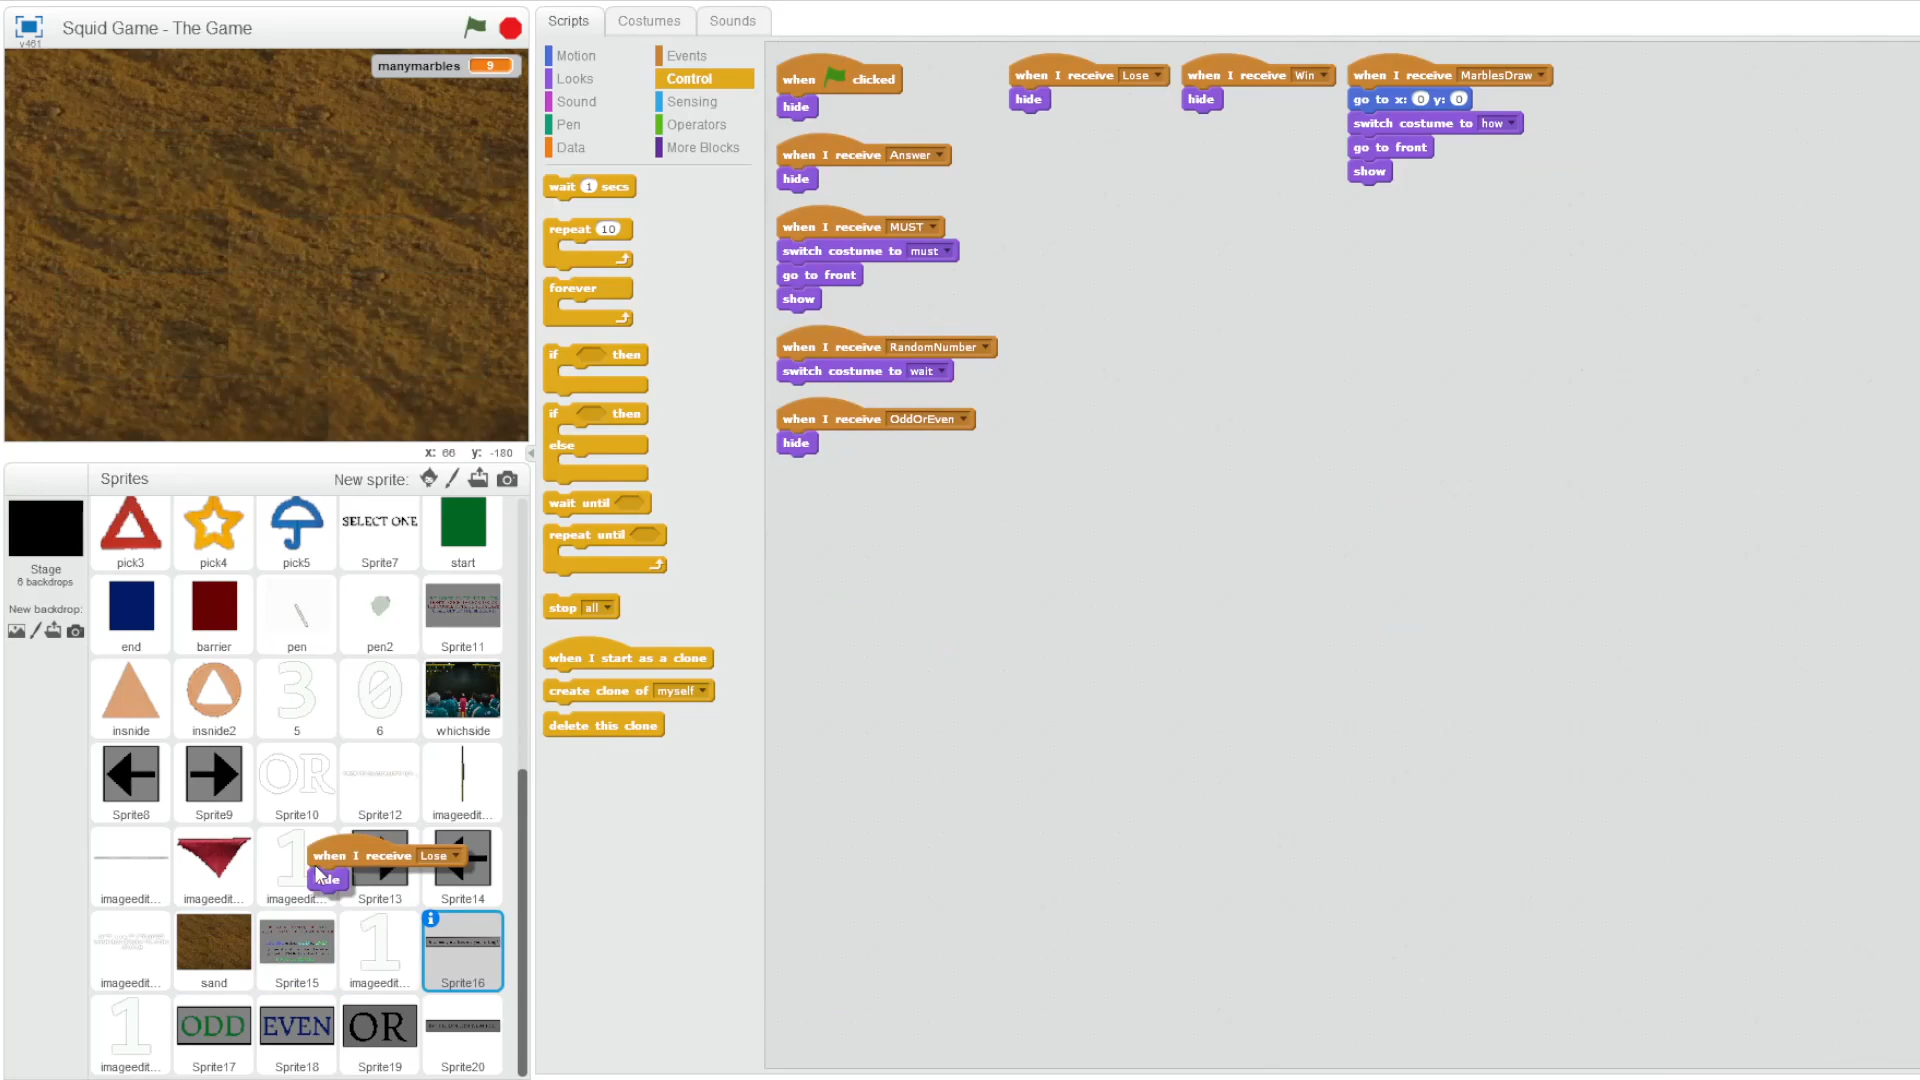 Squid Game - The Game
v461
manymarbles 9
x: 66 y: -180
Sprites
New sprite:
Stage
6 backdrops
New backdrop:
SELECT ONE
pick3
pick4
pick5
Sprite7
start
end
barrier
pen
pen2
Sprite11
3
0
insnide
insnide2
5
6
whichside
OR
Sprite8
Sprite9
Sprite10
Sprite12
imageedit...
1
imageedit...
imageedit...
imageedit...
Sprite13
Sprite14
1
imageedit...
sand
Sprite15
imageedit...
Sprite16
1
ODD
EVEN
OR
imageedit...
Sprite17
Sprite18
Sprite19
Sprite20
when I receive Lose
hide
Scripts
Costumes
Sounds
Motion
Looks
Sound
Pen
Data
Events
Control
Sensing
Operators
More Blocks
wait 1 secs
repeat 10
forever
if then
if then
else
wait until
repeat until
stop all
when I start as a clone
create clone of myself
delete this clone
when clicked
hide
when I receive Answer
hide
when I receive MUST
switch costume to must
go to front
show
when I receive RandomNumber
switch costume to wait
when I receive OddOrEven
hide
when I receive Lose
hide
when I receive Win
hide
when I receive MarblesDraw
go to x: 0 y: 0
switch costume to how
go to front
show